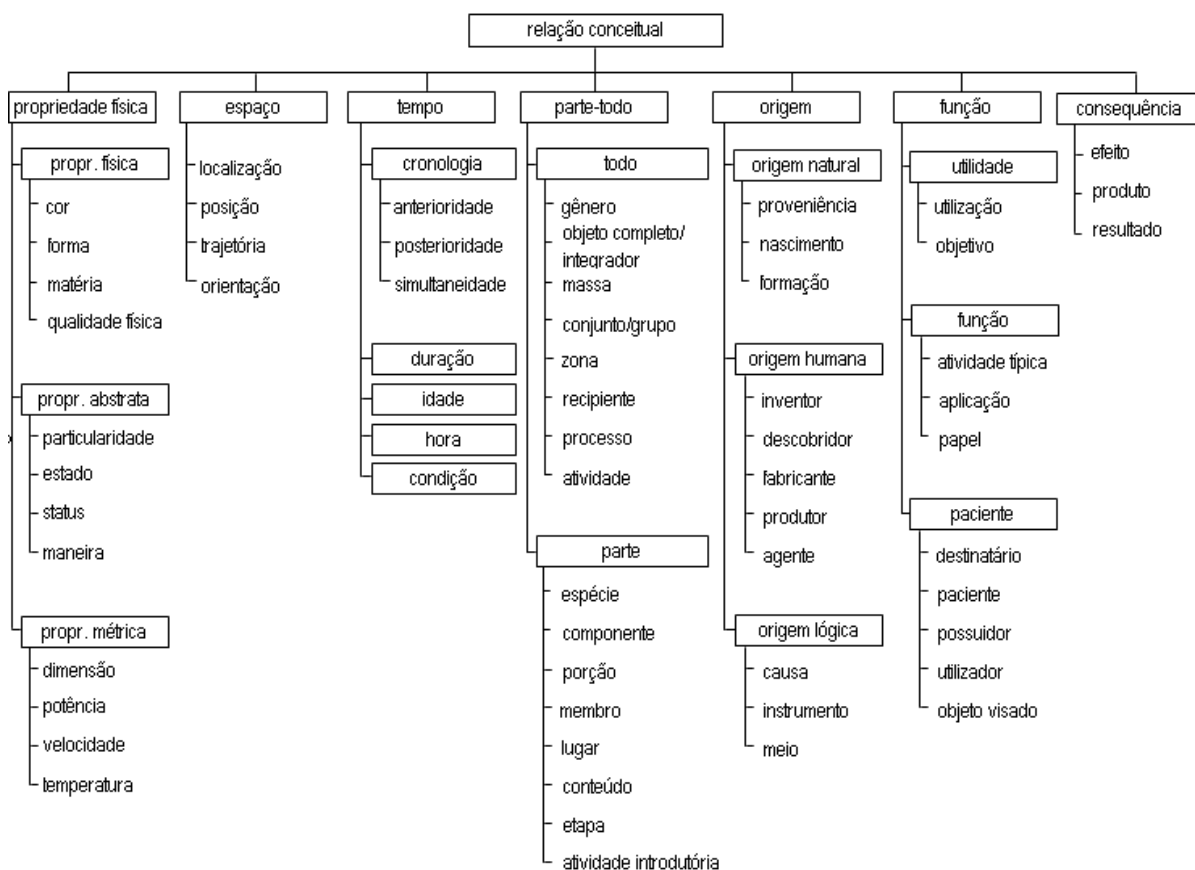 relação conceitual
propriedade física
propr. física
cor
forma
matéria
qualidade física
propr. abstrata
particularidade
estado
status
maneira
propr. métrica
dimensão
potência
velocidade
temperatura
espaço
localização
posição
trajetória
orientação
tempo
cronologia
anterioridade
posterioridade
simultaneidade
duração
idade
hora
condição
parte-todo
todo
gênero
objeto completo/
integrador
massa
conjunto/grupo
zona
recipiente
processo
atividade
parte
espécie
componente
porção
membro
lugar
conteúdo
etapa
atividade introdutória
origem
origem natural
proveniência
nascimento
formação
origem humana
inventor
descobridor
fabricante
produtor
agente
origem lógica
causa
instrumento
meio
função
utilidade
utilização
objetivo
função
atividade típica
aplicação
papel
paciente
destinatário
paciente
possuidor
utilizador
objeto visado
consequência
efeito
produto
resultado